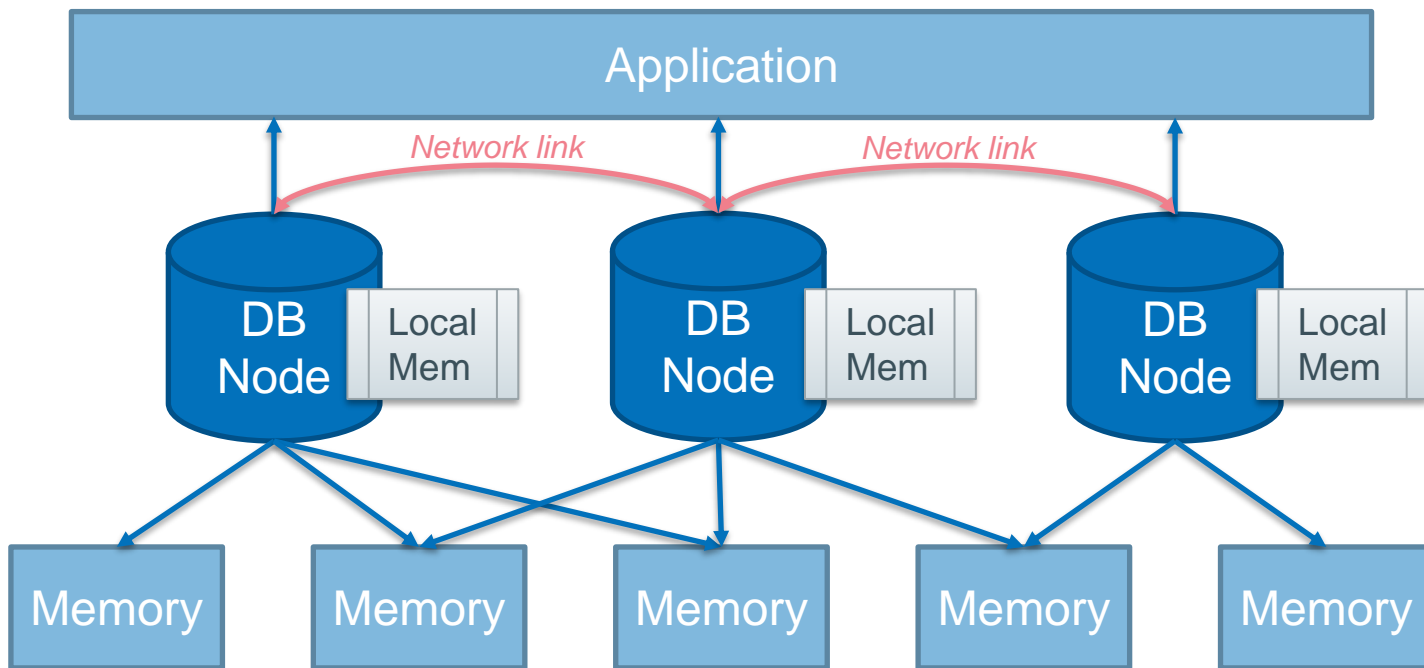 Application
Network link
Network link
DB
Node
Local
Mem
DB
Node
Local
Mem
DB
Node
Local
Mem
Memory
Memory
Memory
Memory
Memory